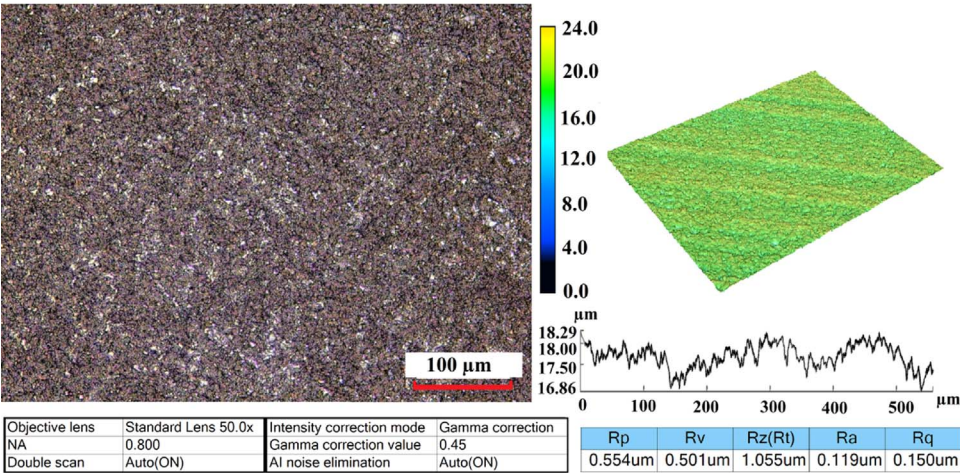 24.0
20.0
16.0
12.0
8.0
4.0
0.0
µm
100 µm
18.29
18.00
17.50
16.86
0 100 200 300 400 500 µm
Objective lens Standard Lens 50.0x Intensity correction mode Gamma correction
NA 0.800 Gamma correction value 0.45
Double scan Auto(ON) AI noise elimination Auto(ON)
Rp Rv Rz(Rt) Ra Rq
0.554um 0.501um 1.055um 0.119um 0.150um